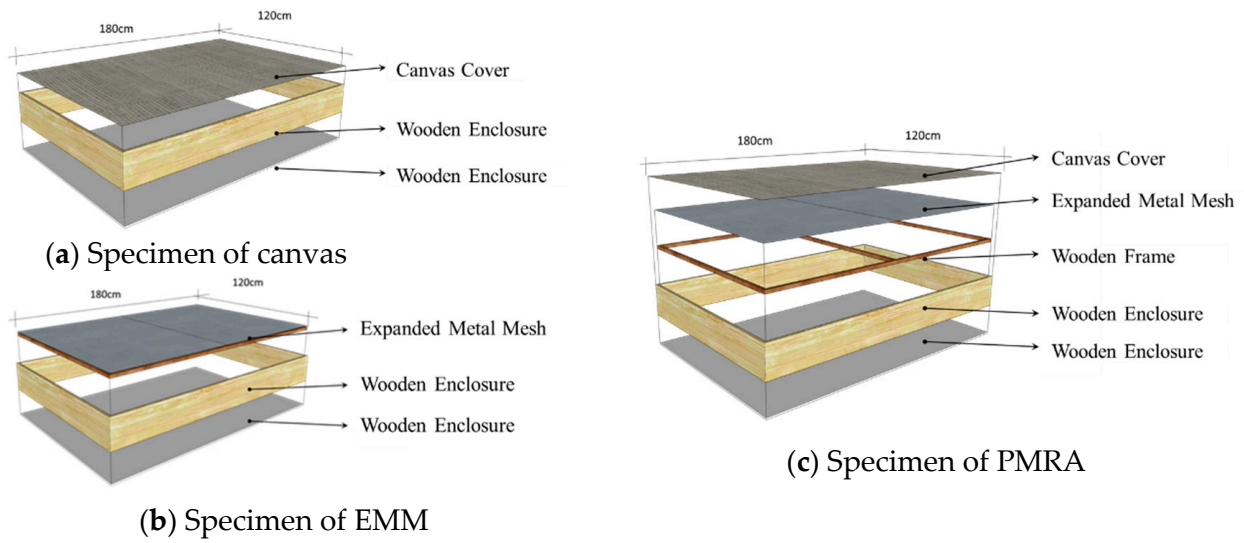 180cm
120cm
Canvas Cover
Wooden Enclosure
Wooden Enclosure
(a) Specimen of canvas
180cm
120cm
Expanded Metal Mesh
Wooden Enclosure
Wooden Enclosure
(b) Specimen of EMM
180cm
120cm
Canvas Cover
Expanded Metal Mesh
Wooden Frame
Wooden Enclosure
Wooden Enclosure
(c) Specimen of PMRA